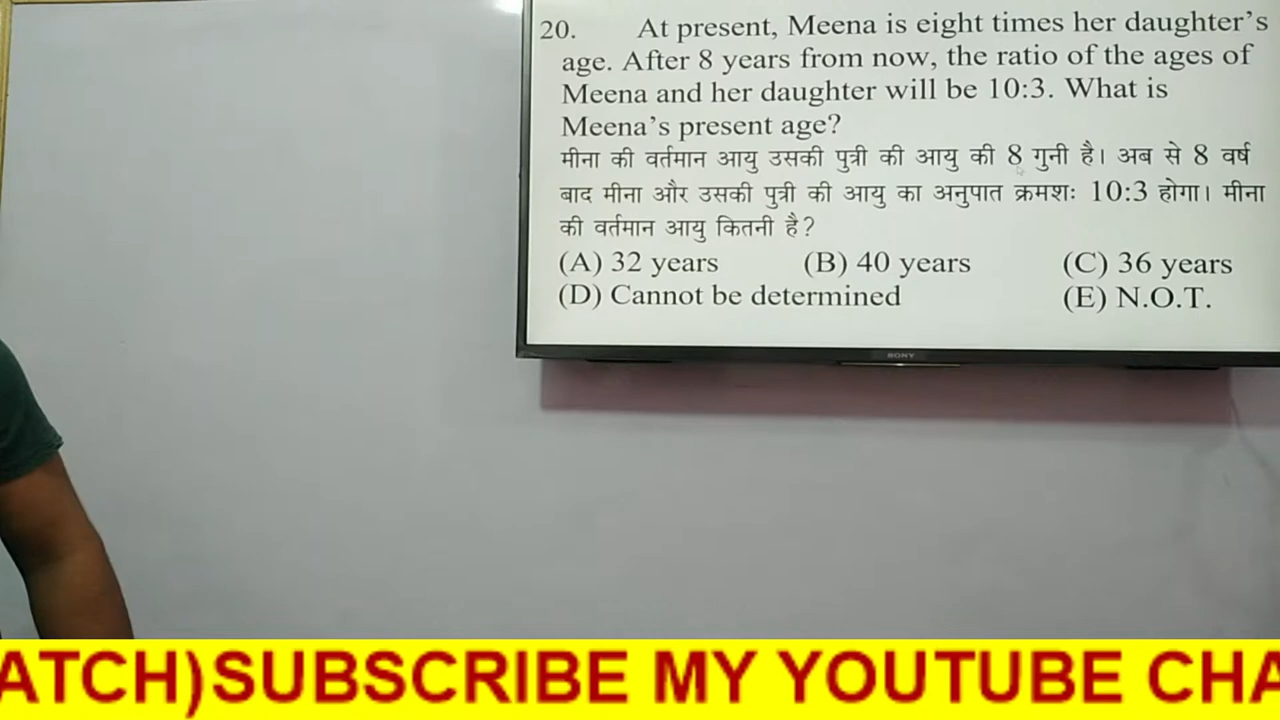 20. At present, Meena is eight times her daughter's
age. After 8 years from now, the ratio of the ages of
Meena and her daughter will be 10:3. What is
Meena's present age?
मीना की वर्तमान आयु उसकी पुत्री की आयु की 8 गुनी है। अब से 8 वर्ष
बाद मीना और उसकी पुत्री की आयु का अनुपात क्रमशः 10:3 होगा। मीना
की वर्तमान आयु कितनी है?
(A) 32 years (B) 40 years (C) 36 years
(D) Cannot be determined (E) N.O.T.
SONY
ATCH)SUBSCRIBE MY YOUTUBE CHA